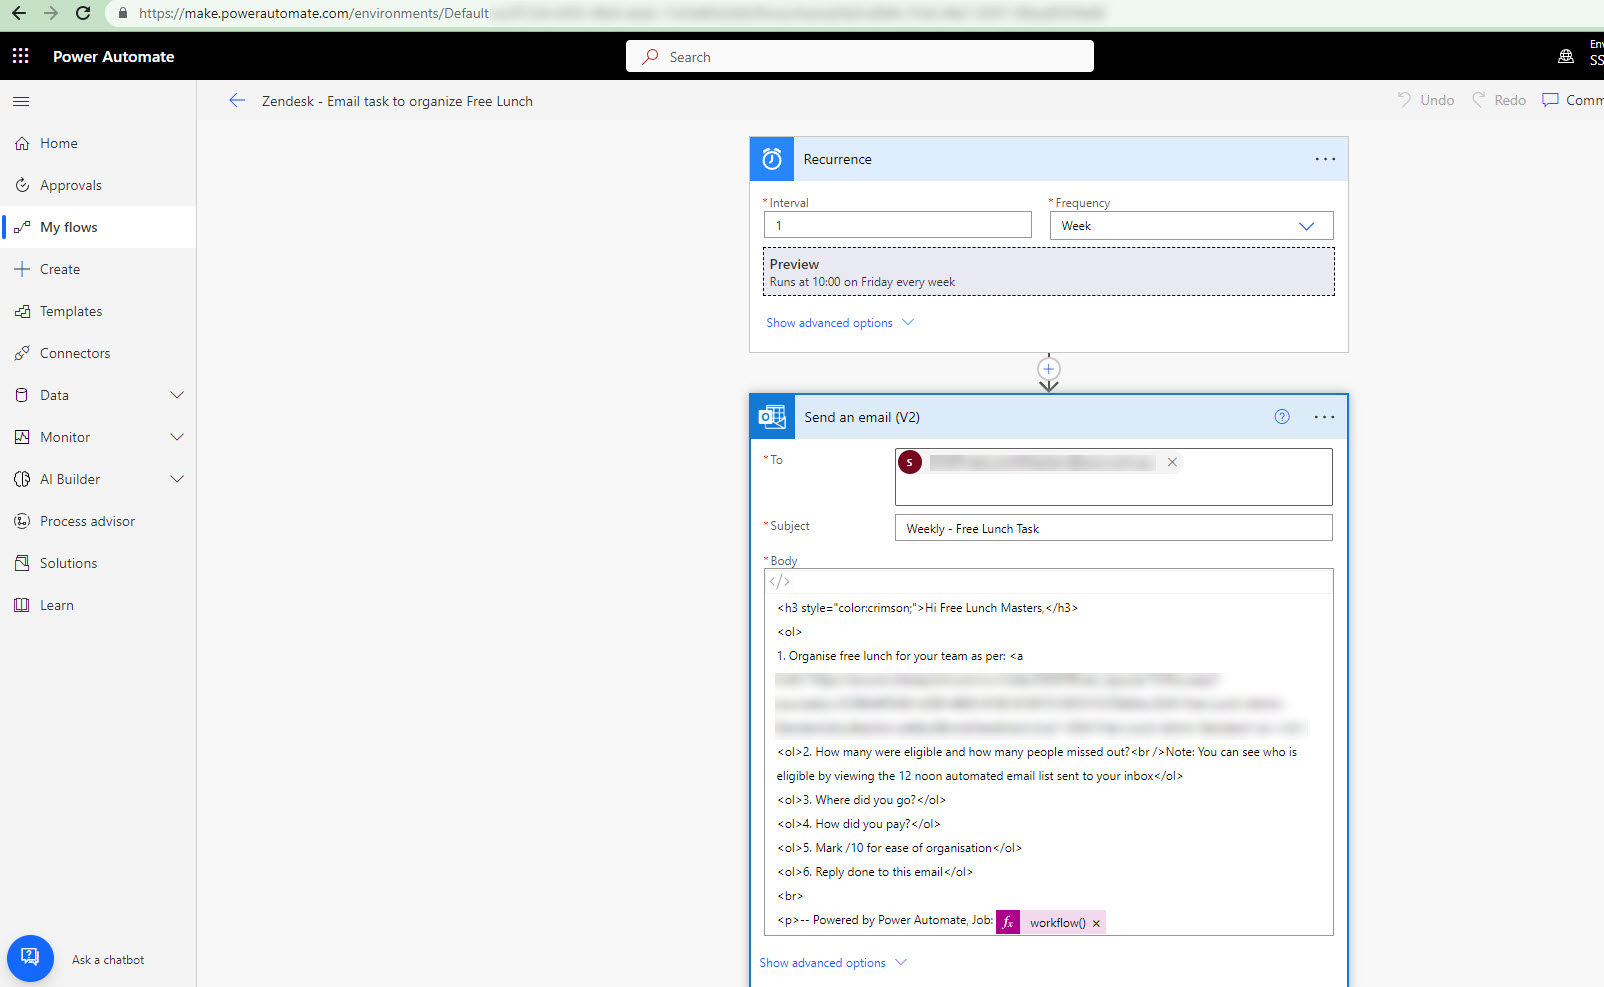 https://make.powerautomate.com/environments/Default
Power Automate
Search
Env
SS
Zendesk - Email task to organize Free Lunch
Undo
Redo
Comm
Home
Approvals
My flows
Create
Templates
Connectors
Data
Monitor
AI Builder
Process advisor
Solutions
Learn
Ask a chatbot
Recurrence
* Interval
* Frequency
1
Week
Preview
Runs at 10:00 on Friday every week
Show advanced options
Send an email (V2)
* To
S
* Subject
Weekly - Free Lunch Task
* Body
</>
<h3 style="color:crimson;">Hi Free Lunch Masters,</h3>
<ol>
1. Organise free lunch for your team as per: <a
<ol>2. How many were eligible and how many people missed out?<br />Note: You can see who is
eligible by viewing the 12 noon automated email list sent to your inbox</ol>
<ol>3. Where did you go?</ol>
<ol>4. How did you pay?</ol>
<ol>5. Mark /10 for ease of organisation</ol>
<ol>6. Reply done to this email</ol>
<br>
<p>-- Powered by Power Automate, Job: fx workflow() ×
Show advanced options